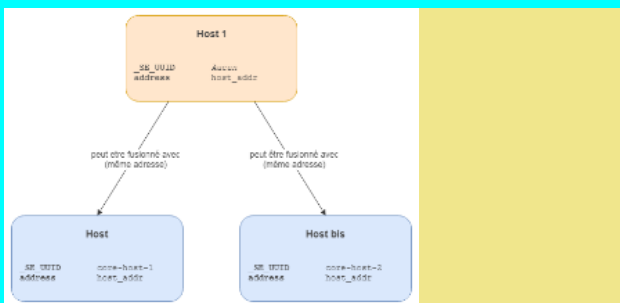 Host 1
_SE_UUID Aucun
address host_addr
peut etre fusionné avec
(même adresse)
peut être fusionné avec
(même adresse)
Host
_SE_UUID core-host-1
address host_addr
Host bis
_SE_UUID core-host-2
address host_addr